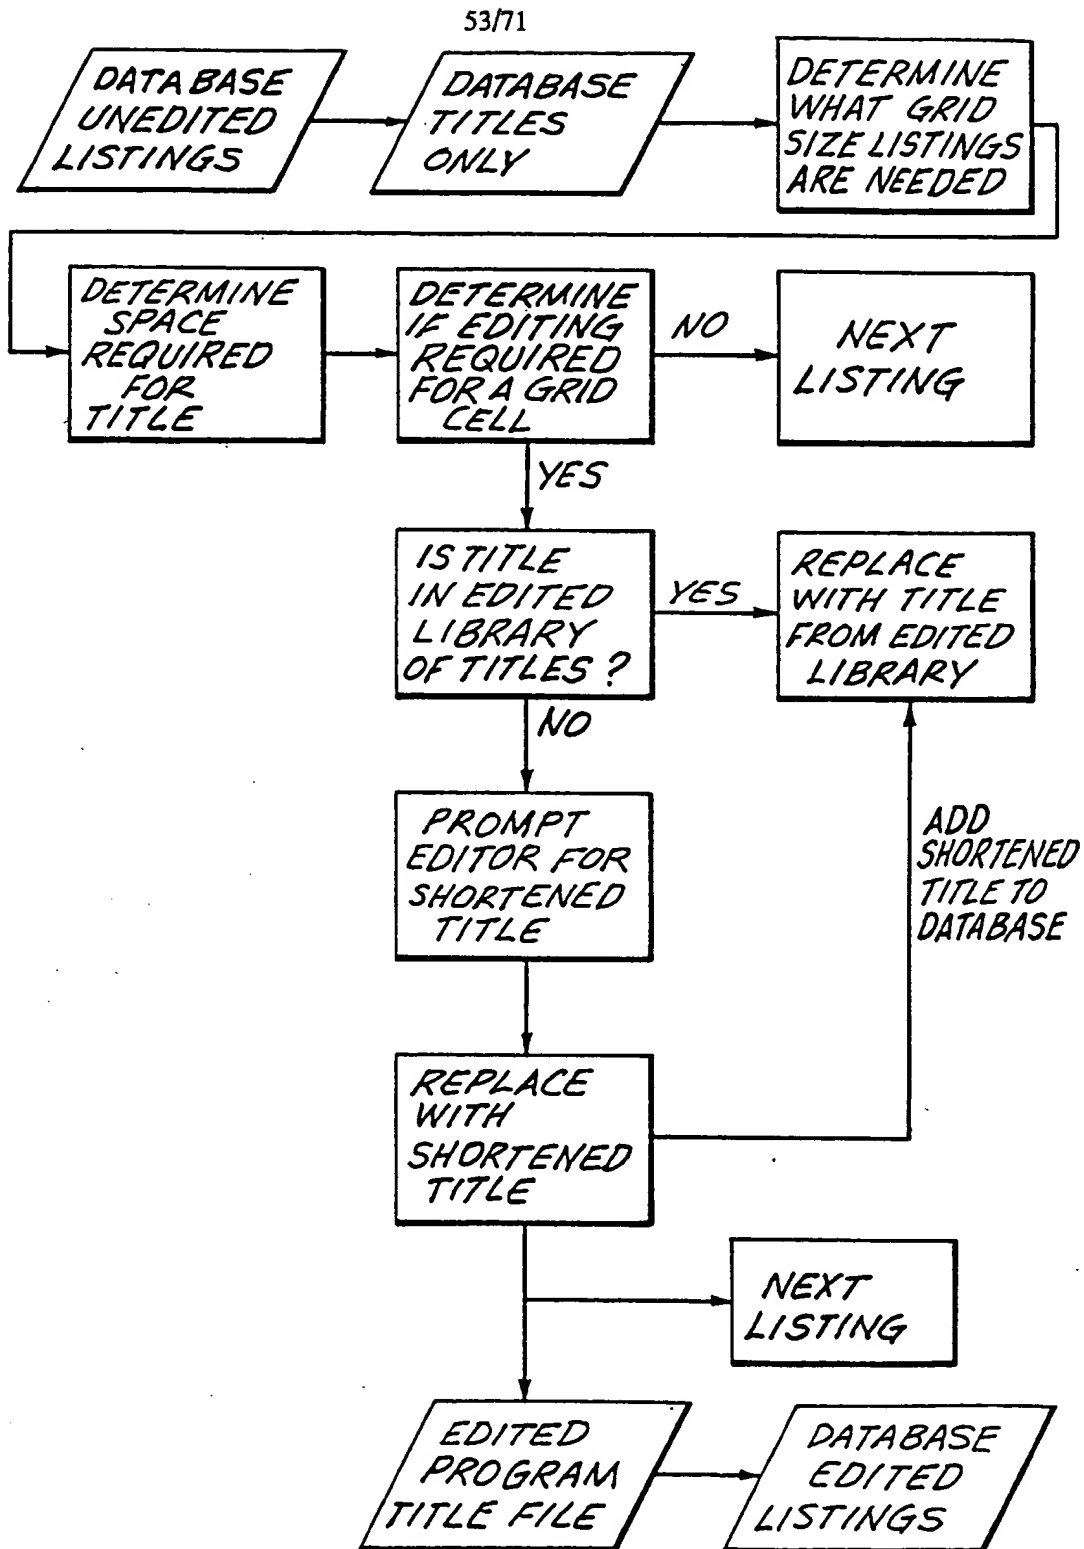 53/71
DATABASE
UNEDITED
LISTINGS
DATABASE
TITLES
ONLY
DETERMINE
WHAT GRID
SIZE LISTINGS
ARE NEEDED
DETERMINE
SPACE
REQUIRED
FOR
TITLE
DETERMINE
IF EDITING
REQUIRED
FOR A GRID
CELL
NO
NEXT
LISTING
YES
IS TITLE
IN EDITED
LIBRARY
OF TITLES?
YES
REPLACE
WITH TITLE
FROM EDITED
LIBRARY
NO
PROMPT
EDITOR FOR
SHORTENED
TITLE
ADD
SHORTENED
TITLE TO
DATABASE
REPLACE
WITH
SHORTENED
TITLE
NEXT
LISTING
EDITED
PROGRAM
TITLE FILE
DATABASE
EDITED
LISTINGS